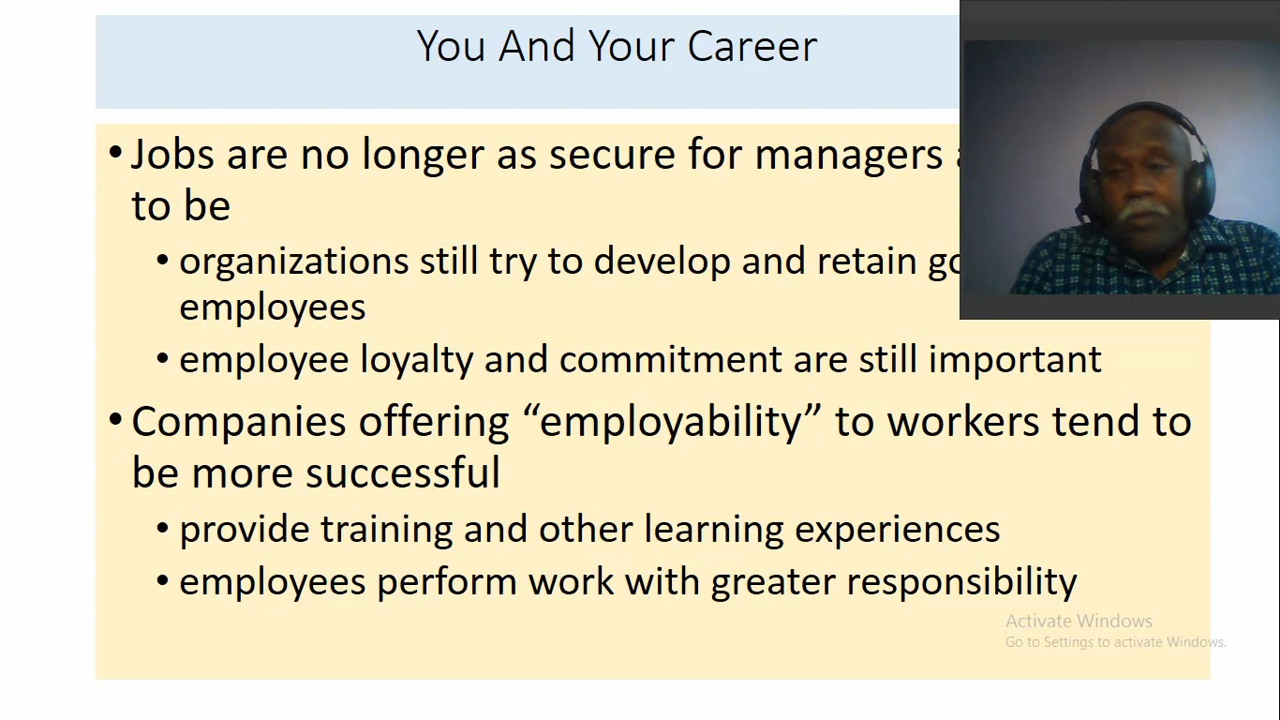 You And Your Career
• Jobs are no longer as secure for managers
to be
• organizations still try to develop and retain
employees
• employee loyalty and commitment are still important
• Companies offering “employability” to workers tend to
be more successful
• provide training and other learning experiences
• employees perform work with greater responsibility
Activate Windows
Go to Settings to activate Windows.